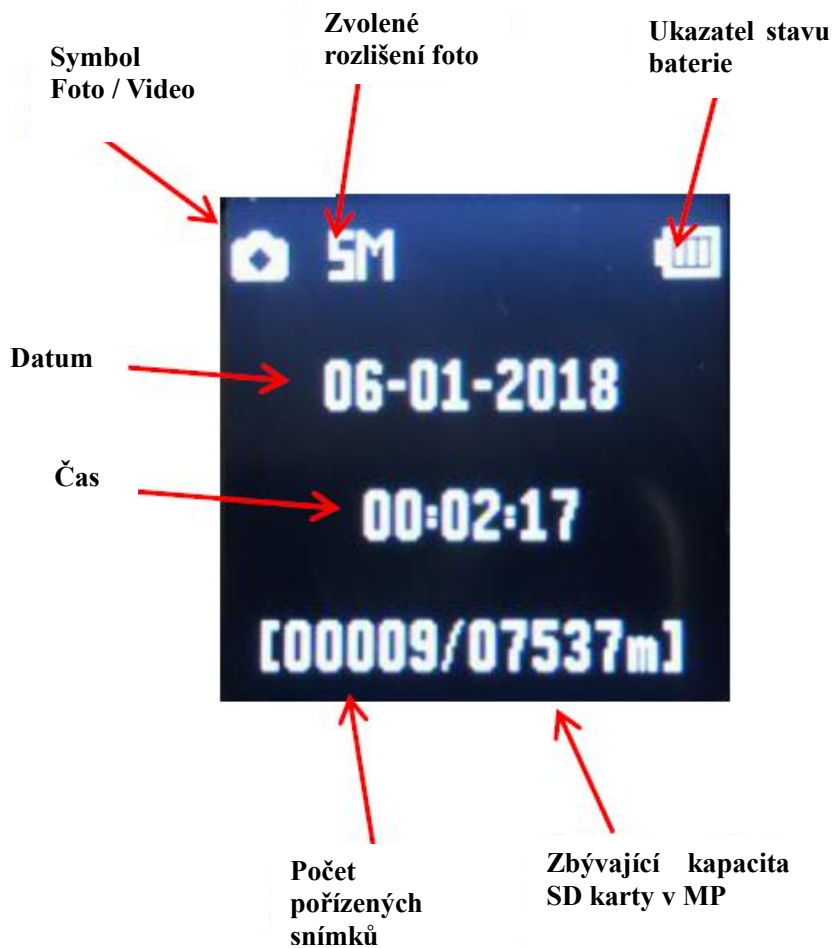 Symbol
Foto / Video
Zvolené
rozlišení foto
Ukazatel stavu
baterie
5M
Datum
06-01-2018
Čas
00:02:17
[00009/07537m]
Počet
pořízených
snímků
Zbývající kapacita
SD karty v MP